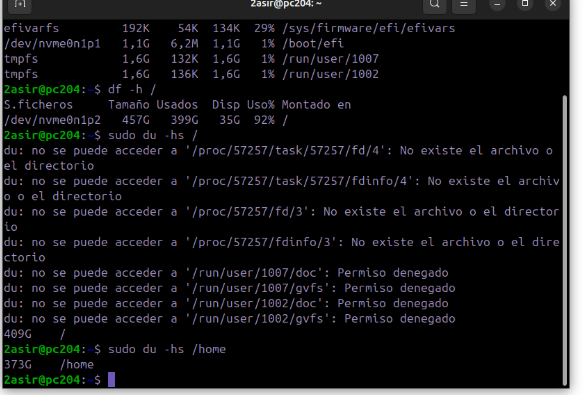 2asir@pc204: ~
efivarfs 192K 54K 134K 29% /sys/firmware/efi/efivars
/dev/nvme0n1p1 1,1G 6,2M 1,1G 1% /boot/efi
tmpfs 1,6G 132K 1,6G 1% /run/user/1007
tmpfs 1,6G 136K 1,6G 1% /run/user/1002
2asir@pc204:~$ df -h /
S.ficheros Tamaño Usados Disp Uso% Montado en
/dev/nvme0n1p2 457G 399G 35G 92% /
2asir@pc204:~$ sudo du -hs /
du: no se puede acceder a '/proc/57257/task/57257/fd/4': No existe el archivo o
el directorio
du: no se puede acceder a '/proc/57257/task/57257/fdinfo/4': No existe el archiv
o o el directorio
du: no se puede acceder a '/proc/57257/fd/3': No existe el archivo o el director
io
du: no se puede acceder a '/proc/57257/fdinfo/3': No existe el archivo o el dire
ctorio
du: no se puede acceder a '/run/user/1007/doc': Permiso denegado
du: no se puede acceder a '/run/user/1007/gvfs': Permiso denegado
du: no se puede acceder a '/run/user/1002/doc': Permiso denegado
du: no se puede acceder a '/run/user/1002/gvfs': Permiso denegado
409G /
2asir@pc204:~$ sudo du -hs /home
373G /home
2asir@pc204:~$